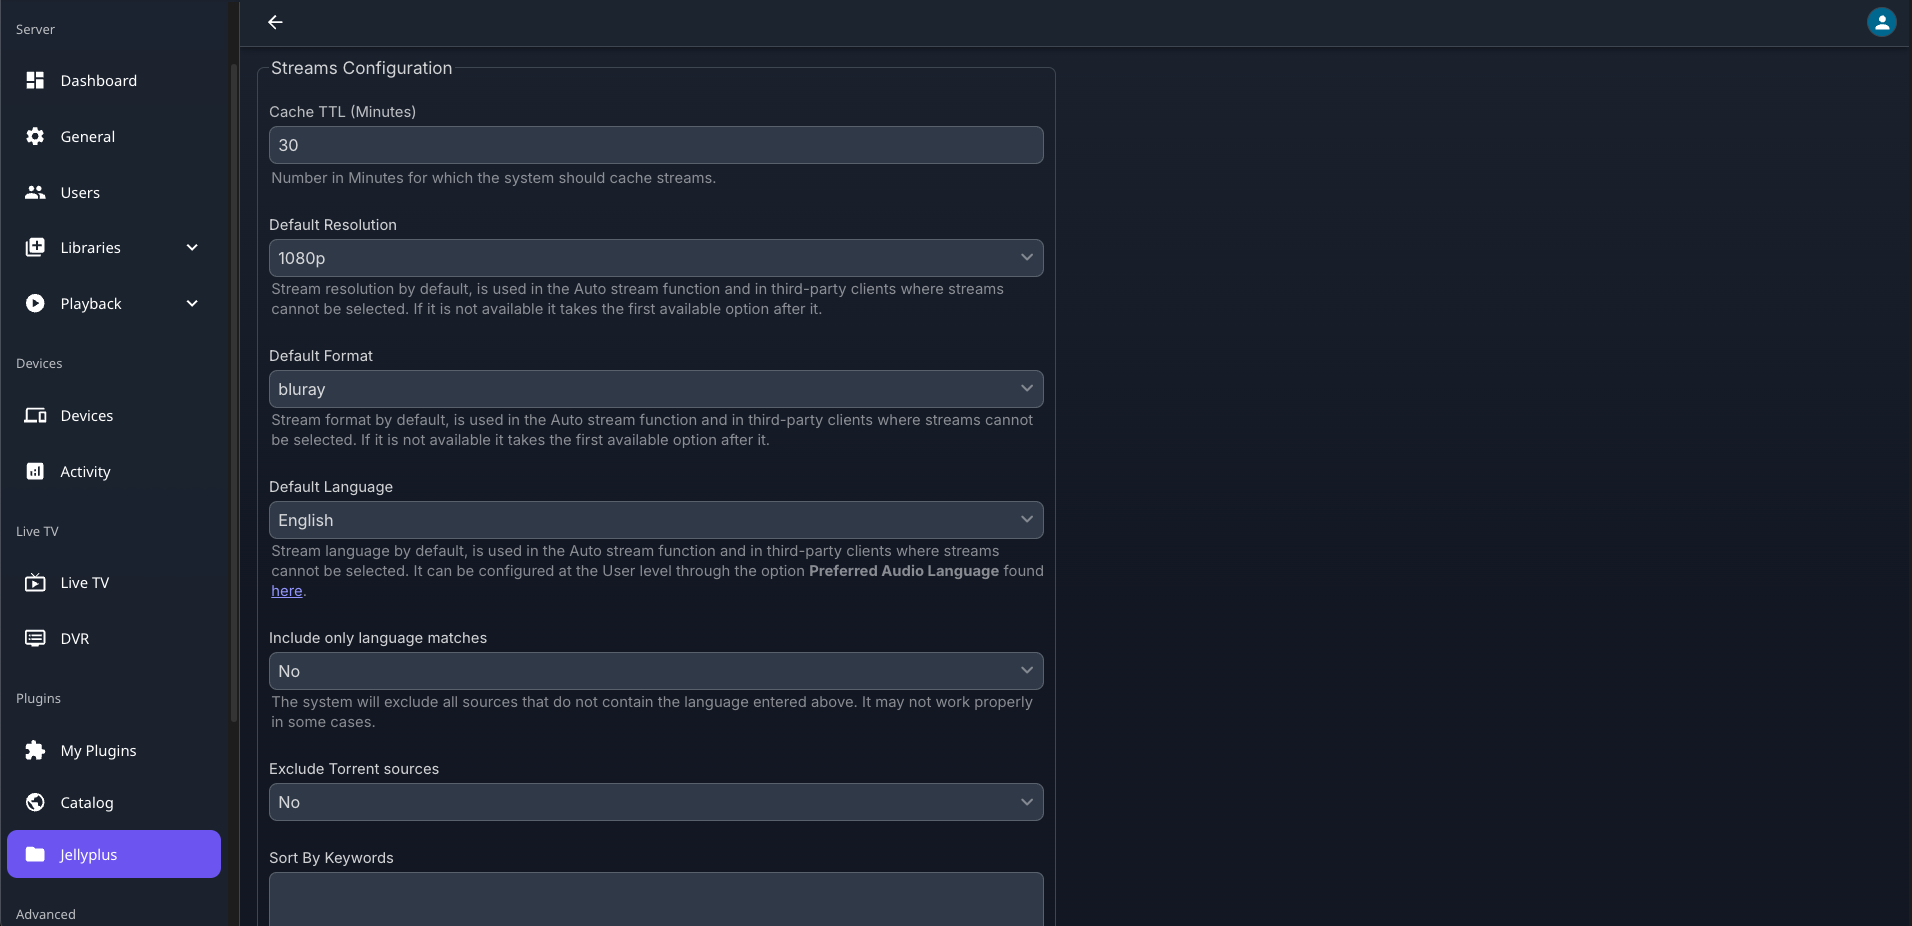 Server
Dashboard
General
Users
Libraries
Playback
Devices
Devices
Activity
Live TV
Live TV
DVR
Plugins
My Plugins
Catalog
Jellyplus
Advanced
Streams Configuration
Cache TTL (Minutes)
30
Number in Minutes for which the system should cache streams.
Default Resolution
1080p
Stream resolution by default, is used in the Auto stream function and in third-party clients where streams
cannot be selected. If it is not available it takes the first available option after it.
Default Format
bluray
Stream format by default, is used in the Auto stream function and in third-party clients where streams cannot
be selected. If it is not available it takes the first available option after it.
Default Language
English
Stream language by default, is used in the Auto stream function and in third-party clients where streams
cannot be selected. It can be configured at the User level through the option Preferred Audio Language found
here.
Include only language matches
No
The system will exclude all sources that do not contain the language entered above. It may not work properly
in some cases.
Exclude Torrent sources
No
Sort By Keywords